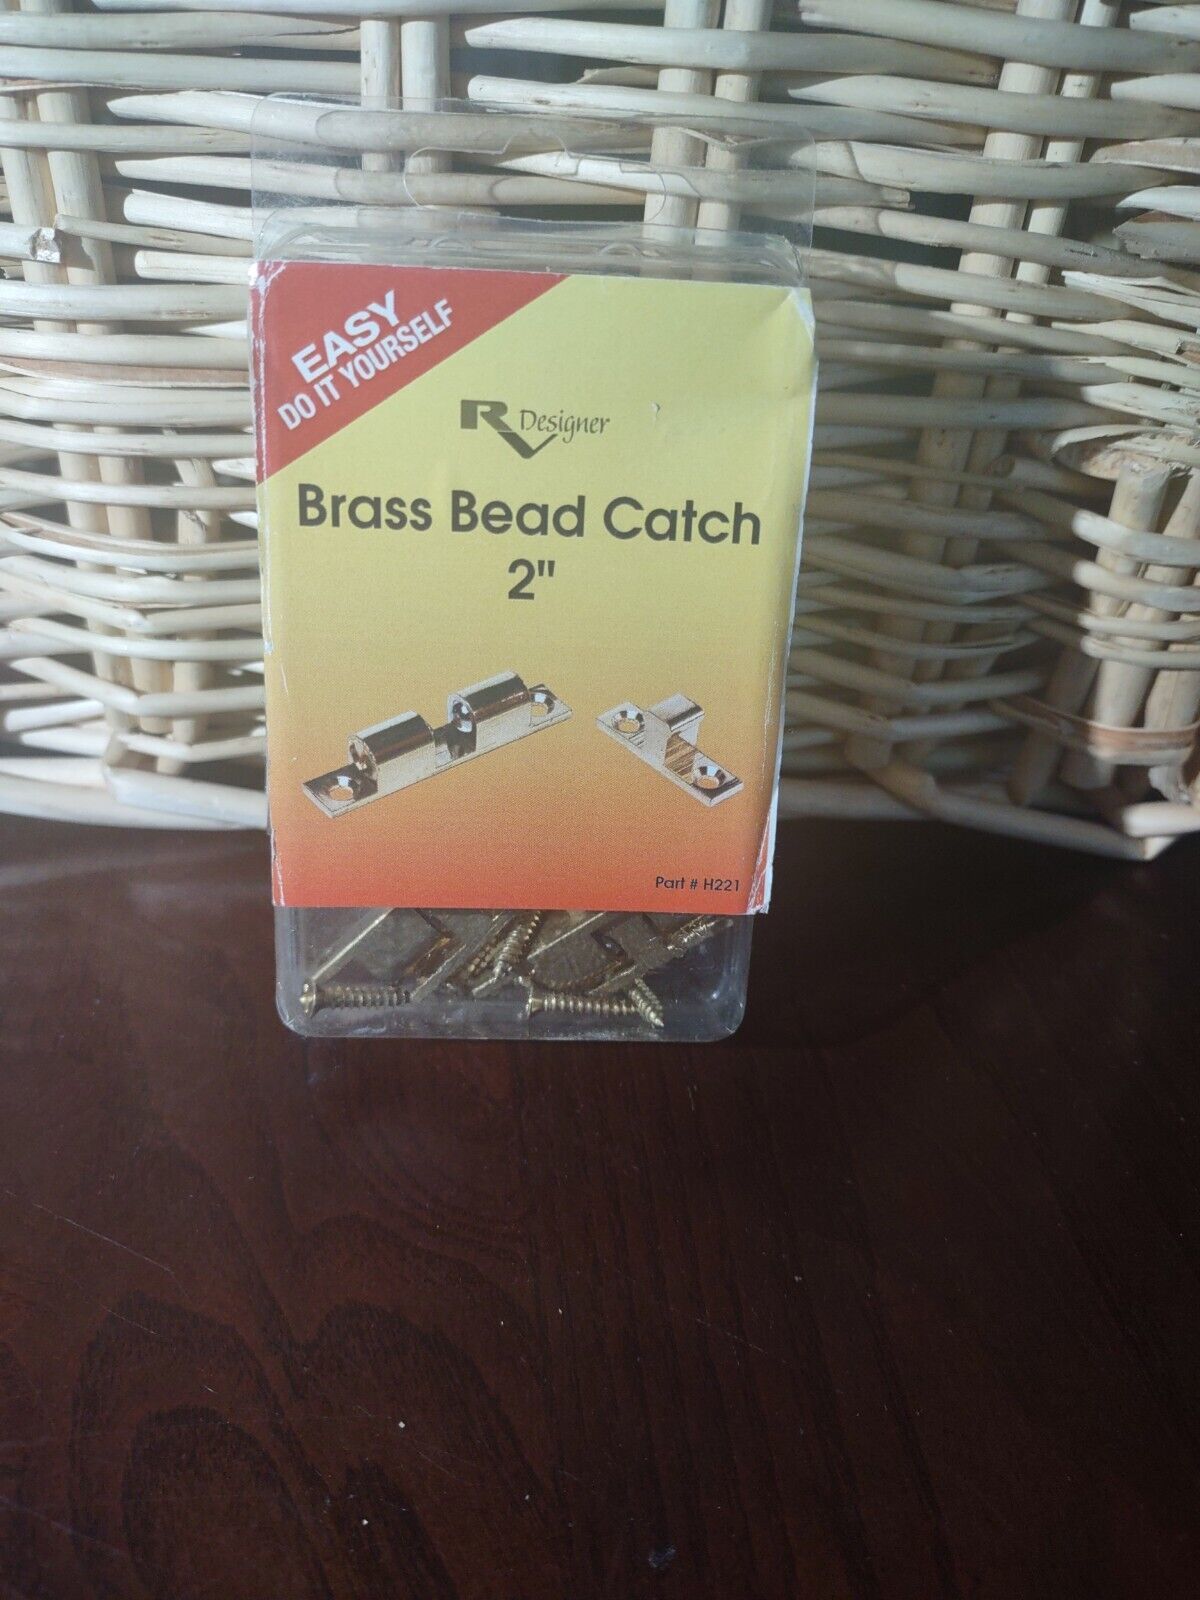 EASY
DO IT YOURSELF
RV Designer
Brass Bead Catch
2"
Part # H221